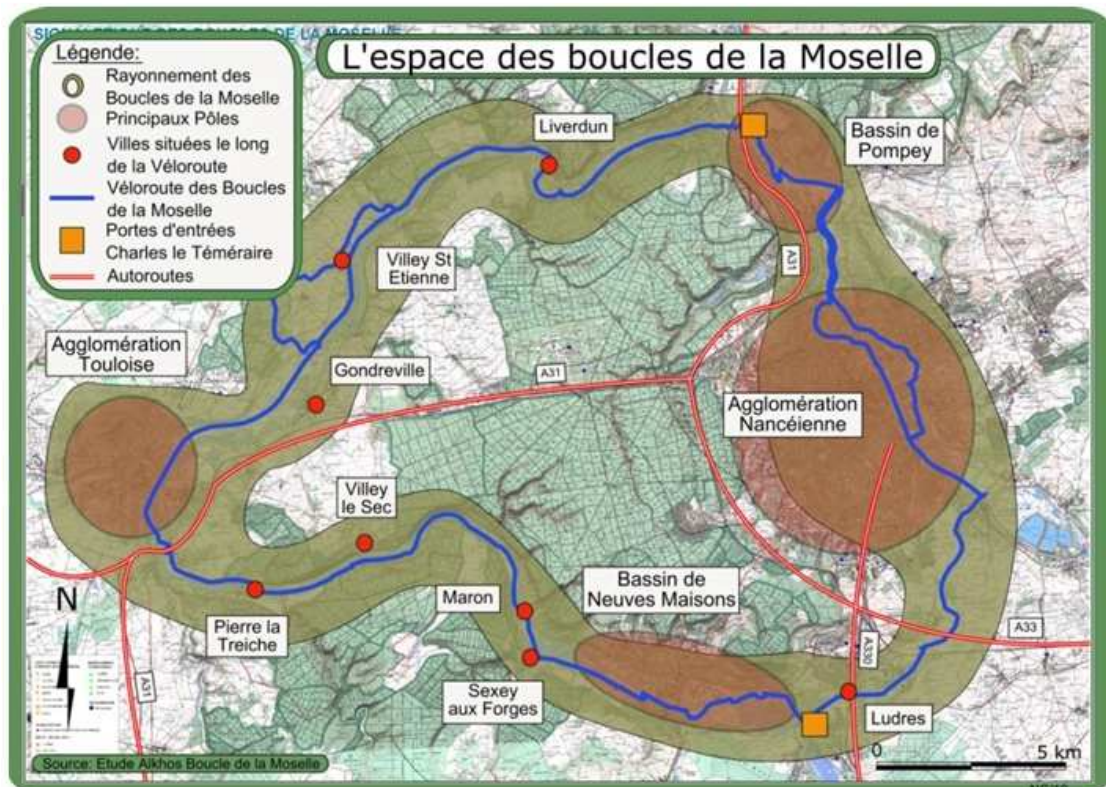 L'espace des boucles de la Moselle
Légende:
Rayonnement des
Boucles de la Moselle
Principaux Pôles
Villes situées le long
de la Véloroute
Véloroute des Boucles
de la Moselle
Portes d'entrées
Charles le Téméraire
Autoroutes
Liverdun
Bassin de
Pompey
A31
Villey St
Etienne
Agglomération
Touloise
Gondreville
A31
Agglomération
Nancéienne
Villey
le Sec
Bassin de
Neuves Maisons
Maron
N
Pierre la
Treiche
A33
A330
A31
Sexey
aux Forges
Ludres
0 5 km
Source: Etude Alkhos Boucle de la Moselle